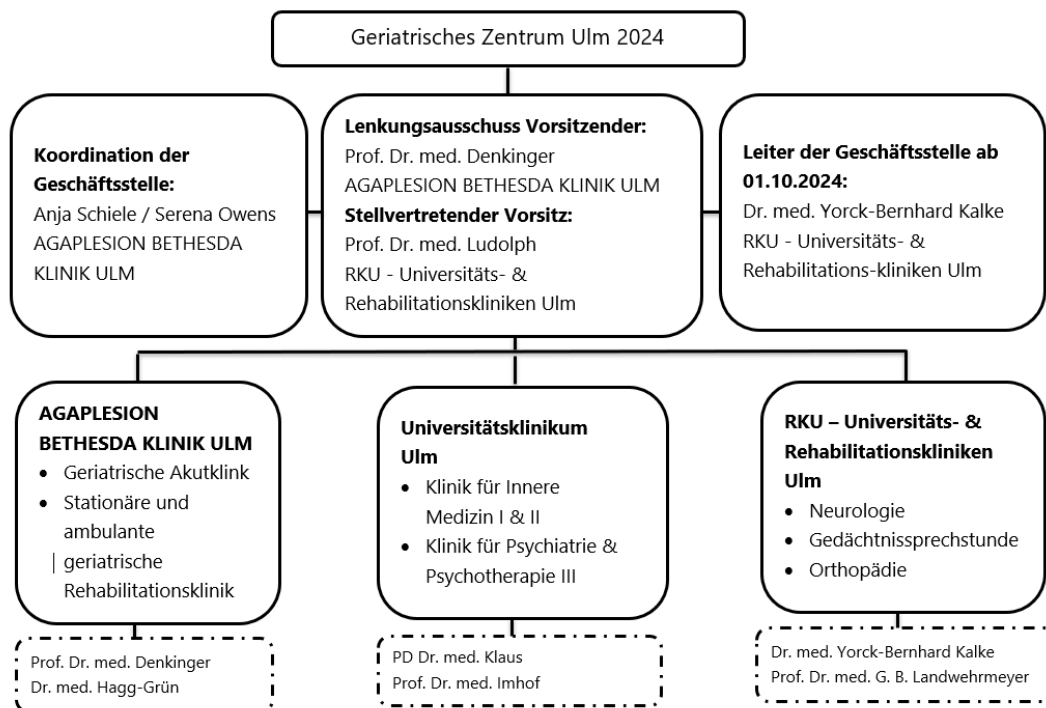 Geriatrisches Zentrum Ulm 2024
Koordination der
Geschäftsstelle:
Anja Schiele / Serena Owens
AGAPLESION BETHESDA
KLINIK ULM
Lenkungsausschuss Vorsitzender:
Prof. Dr. med. Denkinger
AGAPLESION BETHESDA KLINIK ULM
Stellvertretender Vorsitz:
Prof. Dr. med. Ludolph
RKU - Universitäts- &
Rehabilitationskliniken Ulm
Leiter der Geschäftsstelle ab
01.10.2024:
Dr. med. Yorck-Bernhard Kalke
RKU - Universitäts- &
Rehabilitations-kliniken Ulm
AGAPLESION
BETHESDA KLINIK ULM
• Geriatrische Akutklink
• Stationäre und
ambulante
| geriatrische
Rehabilitationsklinik
Universitätsklinikum
Ulm
• Klinik für Innere
Medizin I & II
• Klinik für Psychiatrie &
Psychotherapie III
RKU – Universitäts- &
Rehabilitationskliniken
Ulm
• Neurologie
• Gedächtnissprechstunde
• Orthopädie
Prof. Dr. med. Denkinger
Dr. med. Hagg-Grün
PD Dr. med. Klaus
Prof. Dr. med. Imhof
Dr. med. Yorck-Bernhard Kalke
Prof. Dr. med. G. B. Landwehrmeyer